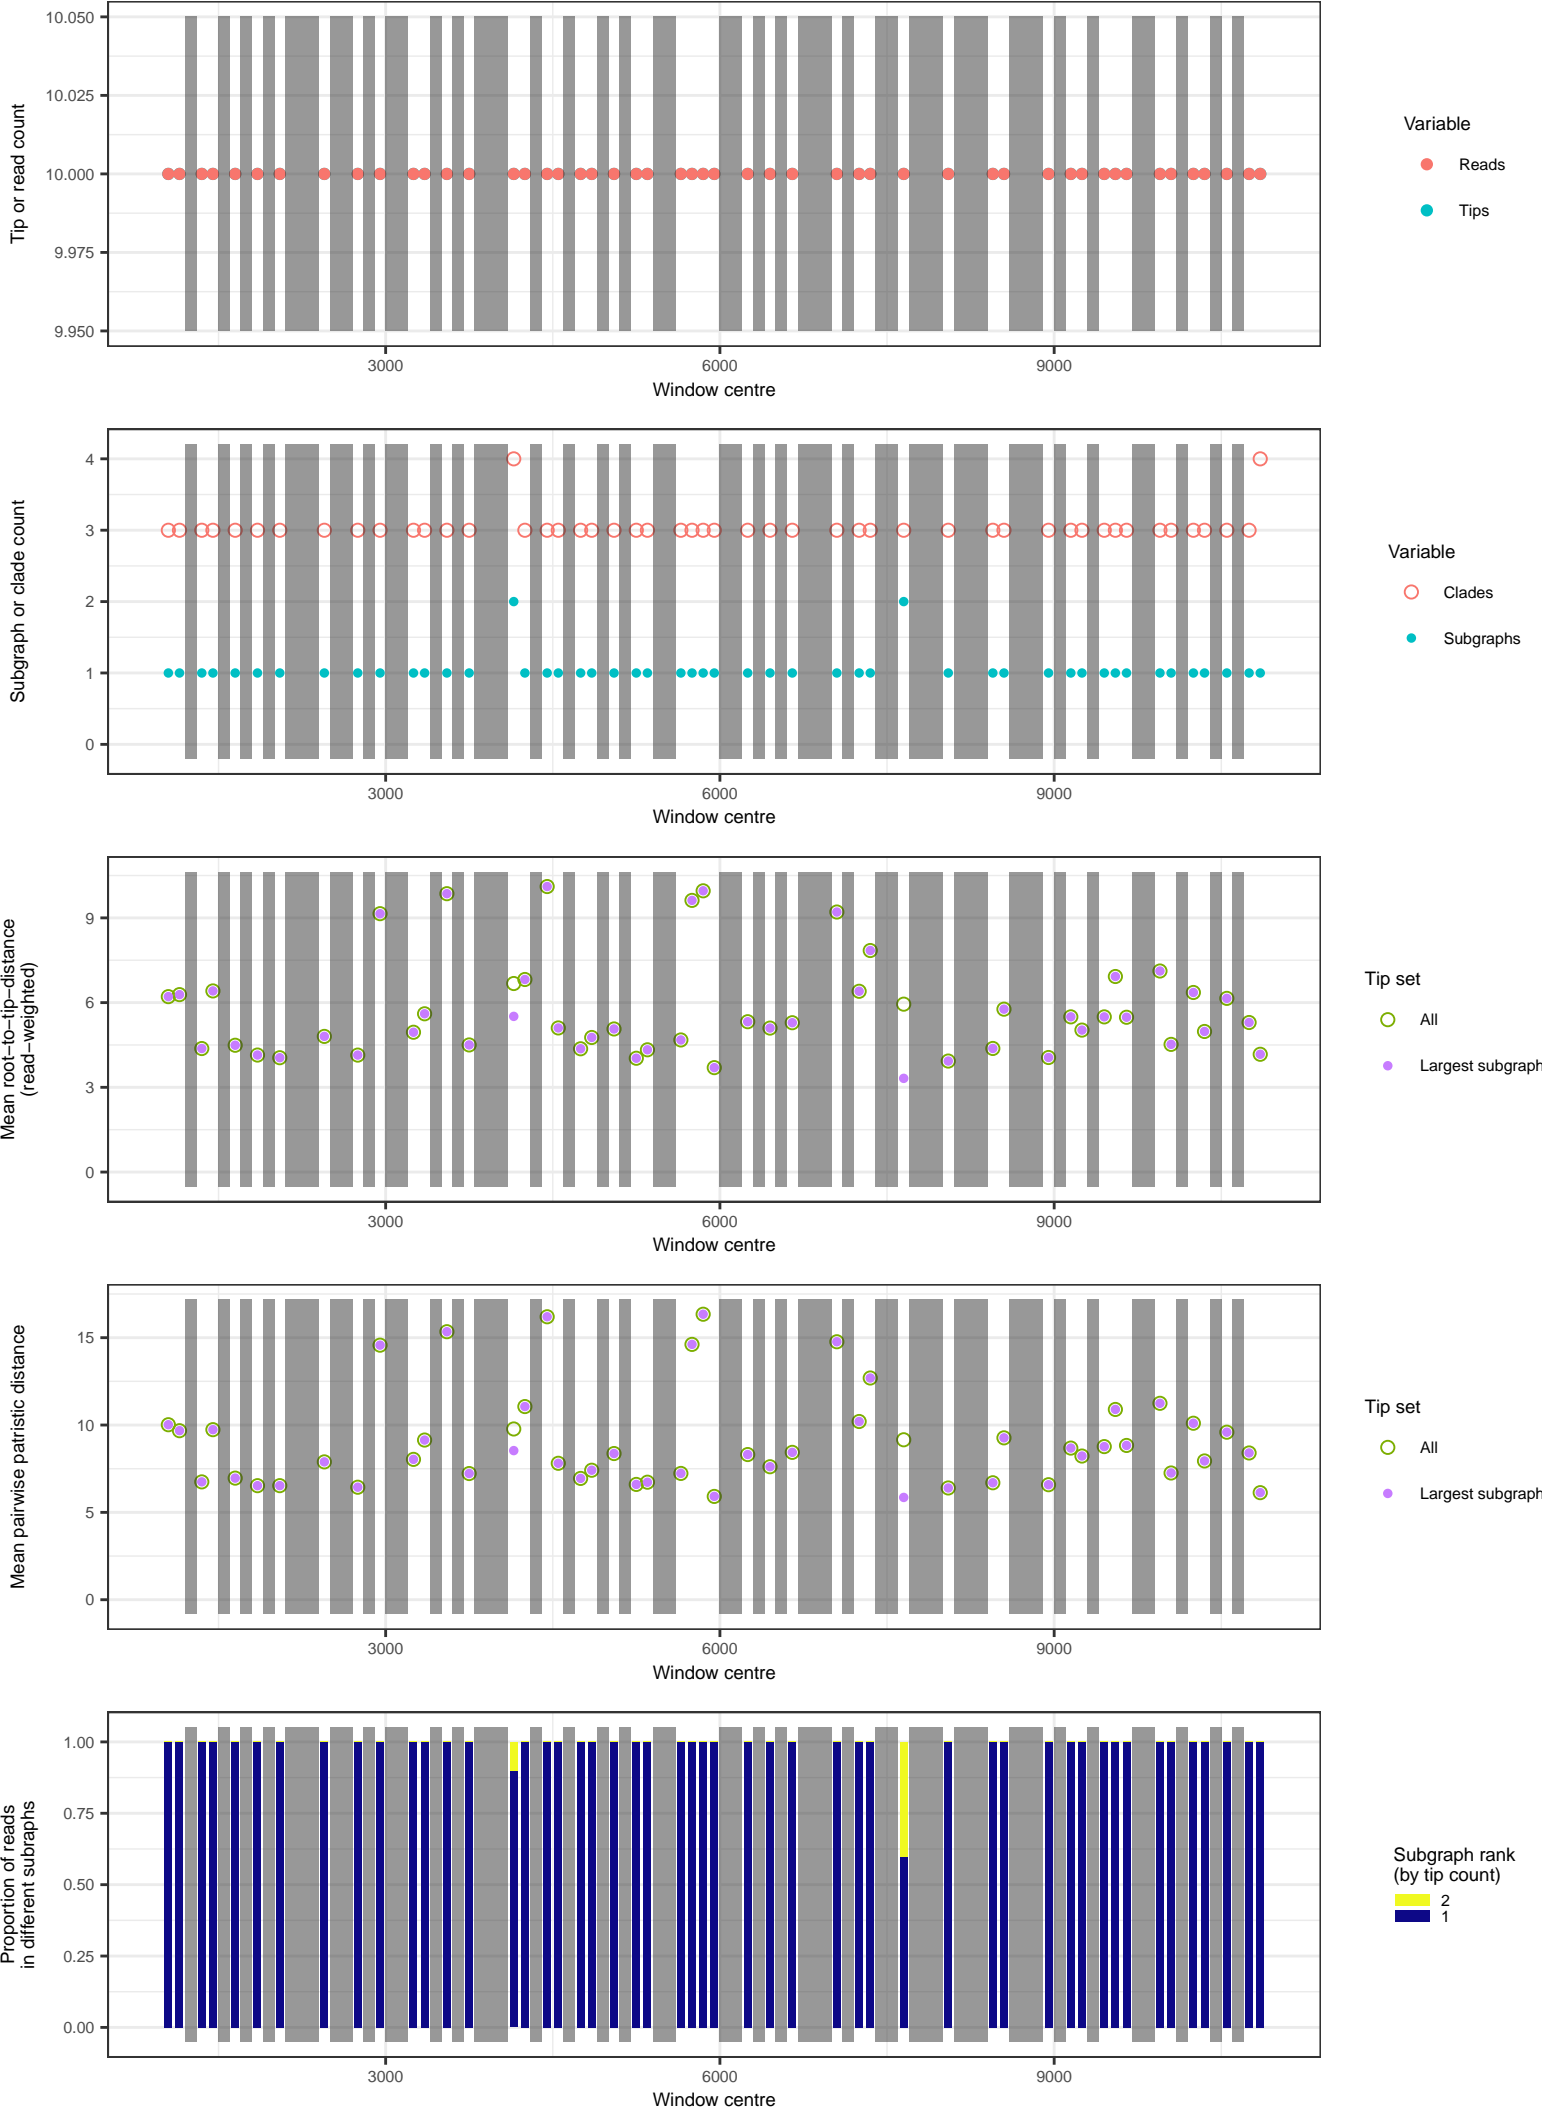 10.050
10.025
10.000
9.975
9.950
Tip or read count
3000
6000
9000
Window centre
Variable
Reads
Tips
4
3
2
1
0
Subgraph or clade count
3000
6000
9000
Window centre
Variable
Clades
Subgraphs
9
6
3
0
Mean root−to−tip−distance
(read−weighted)
3000
6000
9000
Window centre
Tip set
All
Largest subgraph
15
10
5
0
Mean pairwise patristic distance
3000
6000
9000
Window centre
Tip set
All
Largest subgraph
1.00
0.75
0.50
0.25
0.00
Proportion of reads
in different subraphs
3000
6000
9000
Window centre
Subgraph rank
(by tip count)
2
1